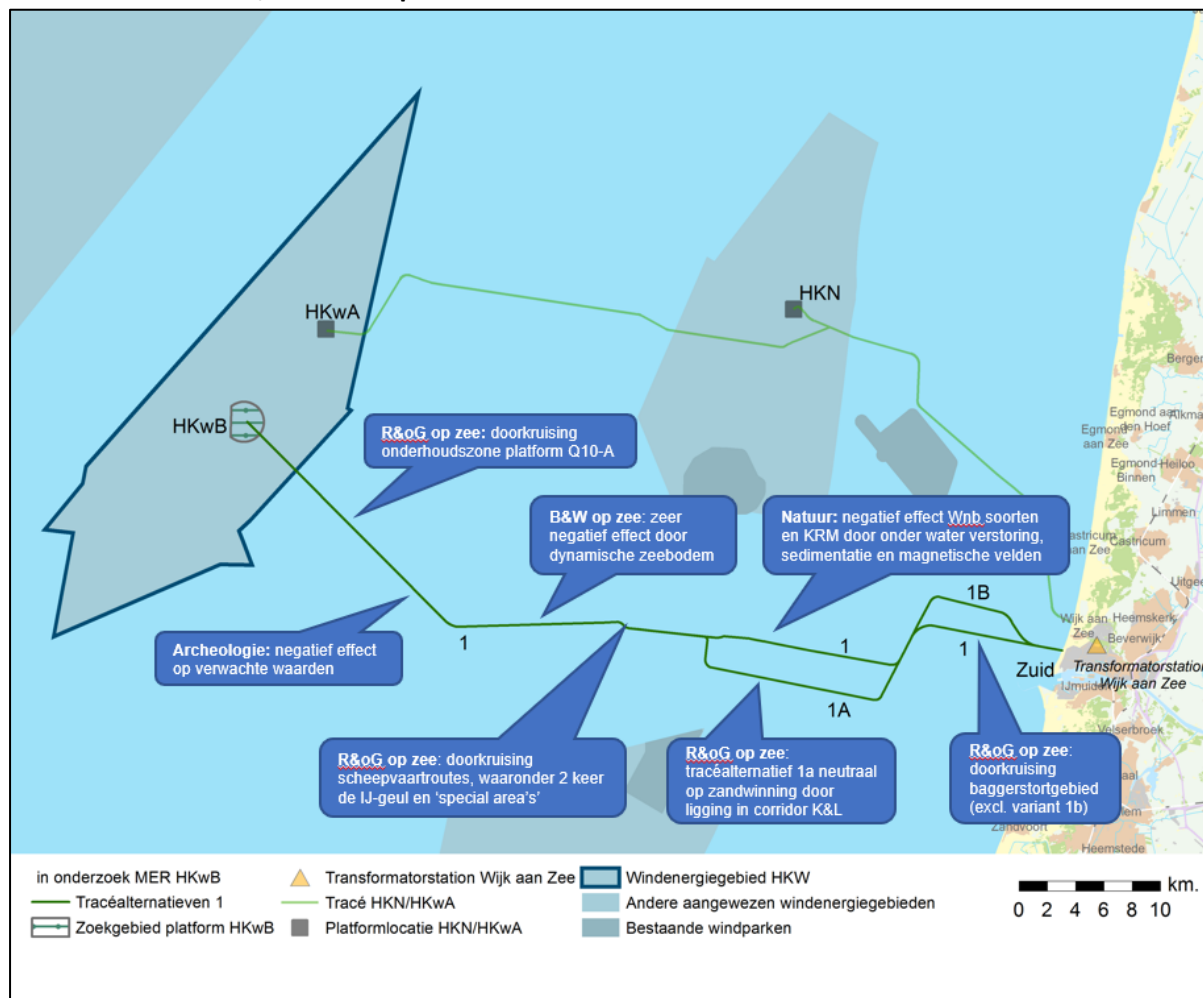 HKwA
HKN
HKwB
R&oG op zee: doorkruising
onderhoudszone platform Q10-A
B&W op zee: zeer
negatief effect door
dynamische zeebodem
Natuur: negatief effect Wnb soorten
en KRM door onder water verstoring,
sedimentatie en magnetische velden
Archeologie: negatief effect
op verwachte waarden
1
1
1A
1B
1
Zuid
R&oG op zee: doorkruising
scheepvaartroutes, waaronder 2 keer
de IJ-geul en ‘special area’s’
R&oG op zee:
tracéalternatief 1a neutraal
op zandwinning door
ligging in corridor K&L
R&oG op zee:
doorkruising
baggerstortgebied
(excl. variant 1b)
Bergen
Egmond aan
den Hoef
Alkma
Egmond
aan Zee
Heiloo
Egmond-
Binnen
Limmen
Castricum
aan Zee
Castricum
Uitgee
Wijk aan
Zee
Heemskerk
Beverwijk
Transformatorstation
Wijk aan Zee
IJmuiden
Velserbroek
Zandvoort
Heemstede
in onderzoek MER HKwB
Tracéalternatieven 1
Zoekgebied platform HKwB
Transformatorstation Wijk aan Zee
Tracé HKN/HKwA
Platformlocatie HKN/HKwA
Windenergiegebied HKW
Andere aangewezen windenergiegebieden
Bestaande windparken
km.
0 2 4 6 8 10